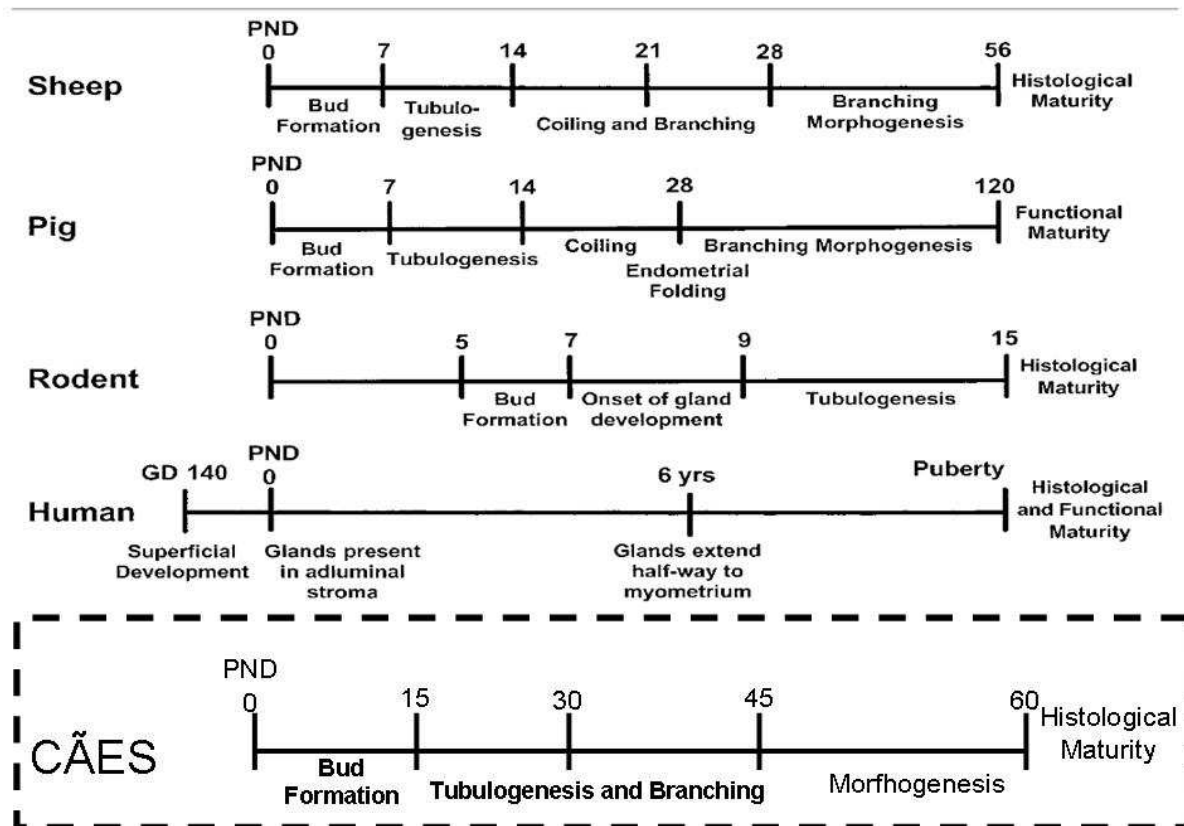 PND
0 7 14 21 28 56
Sheep
Bud
Formation
Tubulo-
genesis
Coiling and Branching
Branching
Morphogenesis
Histological
Maturity
PND
0 7 14 28 120
Pig
Bud
Formation
Tubulogenesis
Coiling
Endometrial
Folding
Branching Morphogenesis
Functional
Maturity
PND
0 5 7 9 15
Rodent
Bud
Formation
Onset of gland
development
Tubulogenesis
Histological
Maturity
GD 140
PND
0
6 yrs
Puberty
Human
Superficial
Development
Glands present
in adluminal
stroma
Glands extend
half-way to
myometrium
Histological
and Functional
Maturity
PND
0 15 30 45 60
CÃES
Bud
Formation
Tubulogenesis and Branching
Morfhogenesis
Histological
Maturity